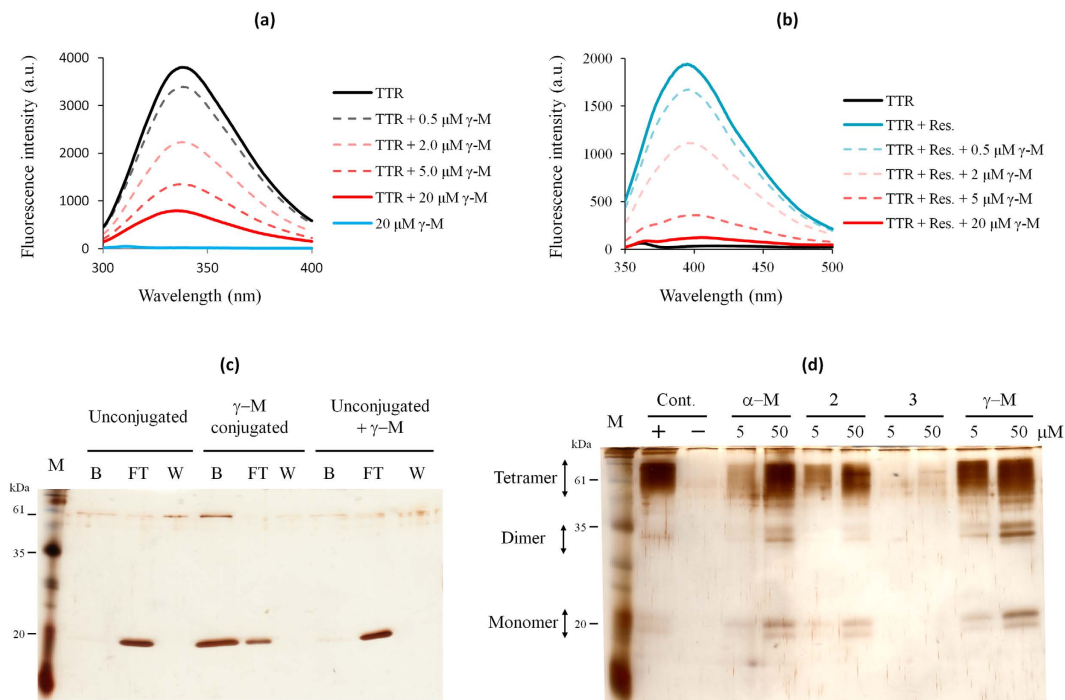 (a)
Fluorescence intensity (a.u.)
4000
3000
2000
1000
0
300
350
400
Wavelength (nm)
TTR
TTR + 0.5 μM γ-M
TTR + 2.0 μM γ-M
TTR + 5.0 μM γ-M
TTR + 20 μM γ-M
20 μM γ-M
(b)
Fluorescence intensity (a.u.)
2000
1500
1000
500
0
350
400
450
500
Wavelength (nm)
TTR
TTR + Res.
TTR + Res. + 0.5 μM γ-M
TTR + Res. + 2 μM γ-M
TTR + Res. + 5 μM γ-M
TTR + Res. + 20 μM γ-M
(c)
Unconjugated
γ–M
conjugated
Unconjugated
+ γ–M
M B FT W B FT W B FT W
kDa
61
35
20
(d)
M Cont. α–M 2 3 γ–M
+ − 5 50 5 50 5 50 5 50 μM
kDa
Tetramer 61
35
Dimer
Monomer 20